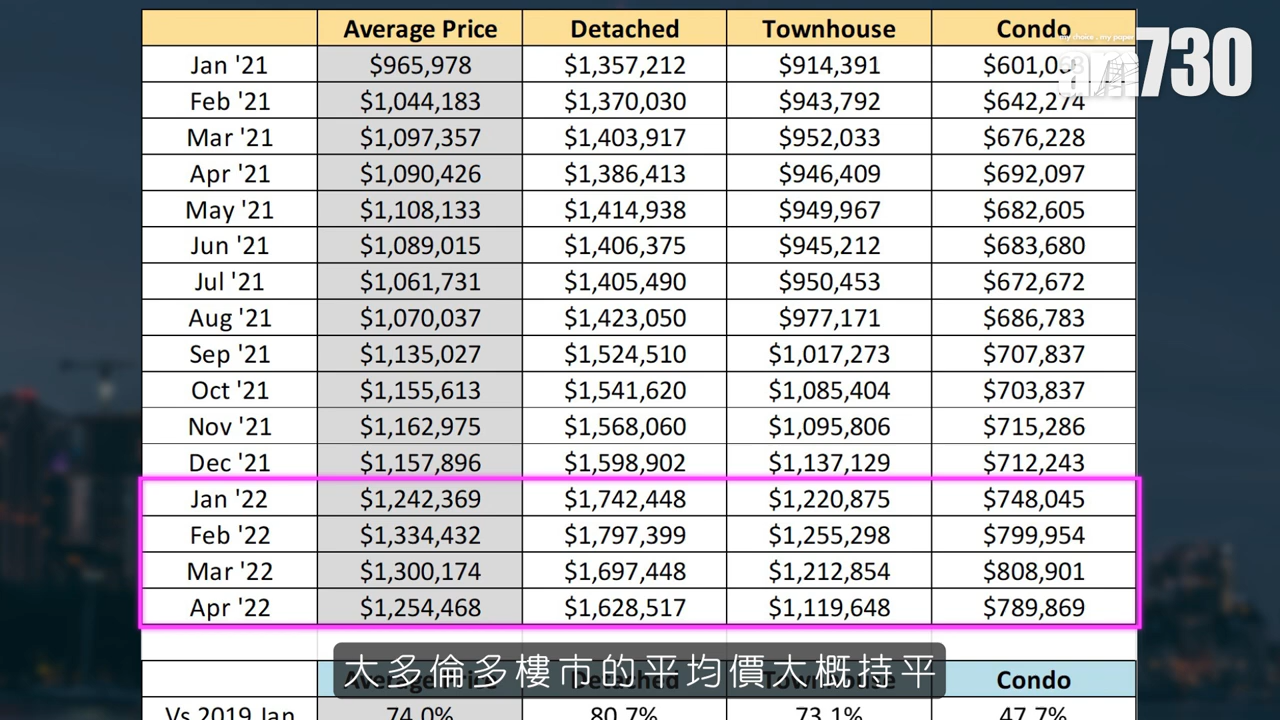 Average Price Detached Townhouse Condo
my choice . my paper
am730
Jan '21 $965,978 $1,357,212 $914,391
Feb '21 $1,044,183 $1,370,030 $943,792 $642,274
Mar '21 $1,097,357 $1,403,917 $952,033 $676,228
Apr '21 $1,090,426 $1,386,413 $946,409 $692,097
May '21 $1,108,133 $1,414,938 $949,967 $682,605
Jun '21 $1,089,015 $1,406,375 $945,212 $683,680
Jul '21 $1,061,731 $1,405,490 $950,453 $672,672
Aug '21 $1,070,037 $1,423,050 $977,171 $686,783
Sep '21 $1,135,027 $1,524,510 $1,017,273 $707,837
Oct '21 $1,155,613 $1,541,620 $1,085,404 $703,837
Nov '21 $1,162,975 $1,568,060 $1,095,806 $715,286
Dec '21 $1,157,896 $1,598,902 $1,137,129 $712,243
Jan '22 $1,242,369 $1,742,448 $1,220,875 $748,045
Feb '22 $1,334,432 $1,797,399 $1,255,298 $799,954
Mar '22 $1,300,174 $1,697,448 $1,212,854 $808,901
Apr '22 $1,254,468 $1,628,517 $1,119,648 $789,869
大多倫多樓市的平均價大概持平
Average Price Detached Townhouse Condo
Vs 2019 Jan 74.0% 80.7% 73.1% 47.7%